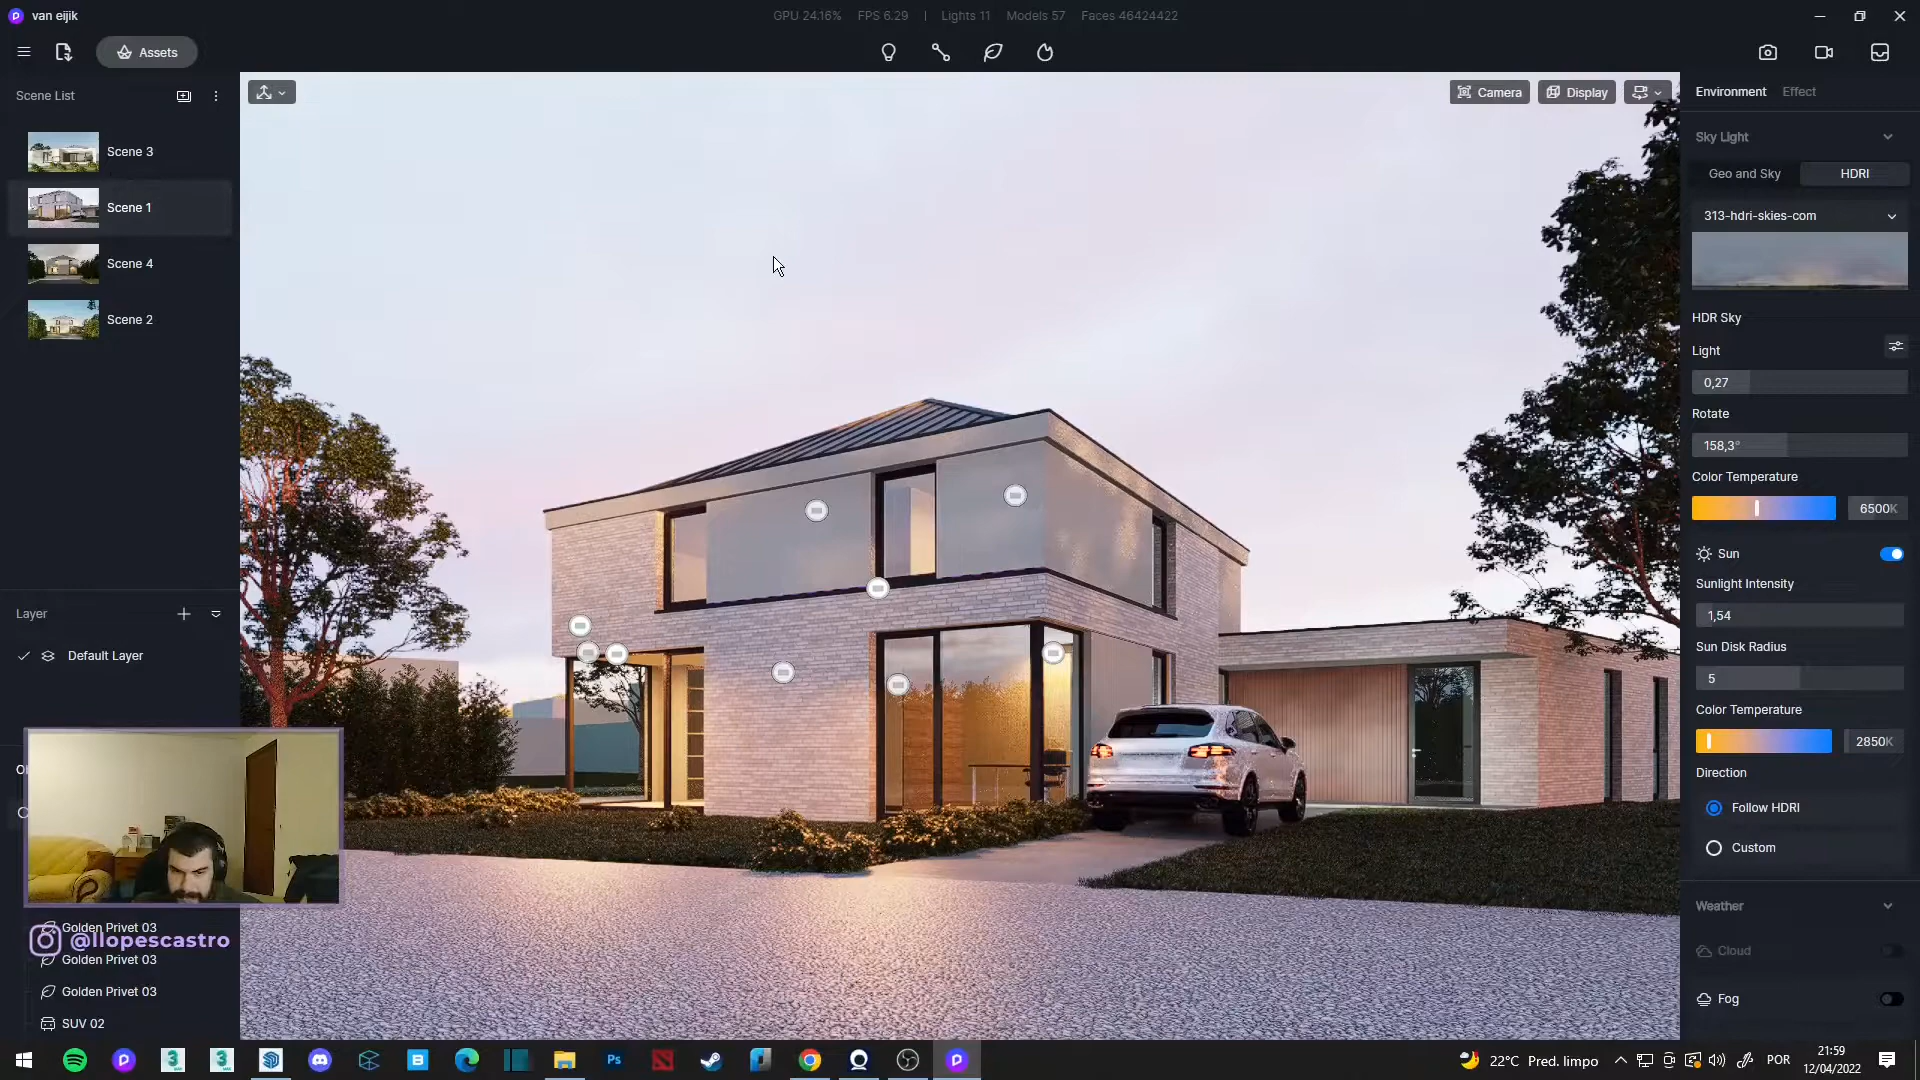 van eijik
GPU 24.16% FPS 6.29 | Lights 11 Models 57 Faces 46424422
Assets
Scene List
Scene 3
Scene 1
Scene 4
Scene 2
Layer
Default Layer
Golden Privet 03
@llopescastro
Golden Privet 03
Golden Privet 03
SUV 02
Camera
Display
Environment Effect
Sky Light
Geo and Sky HDRI
313-hdri-skies-com
HDR Sky
Light
0,27
Rotate
158,3°
Color Temperature
6500K
Sun
Sunlight Intensity
1,54
Sun Disk Radius
5
Color Temperature
2850K
Direction
Follow HDRI
Custom
Weather
Cloud
Fog
Ps
22°C Pred. limpo
POR
21:59
12/04/2022